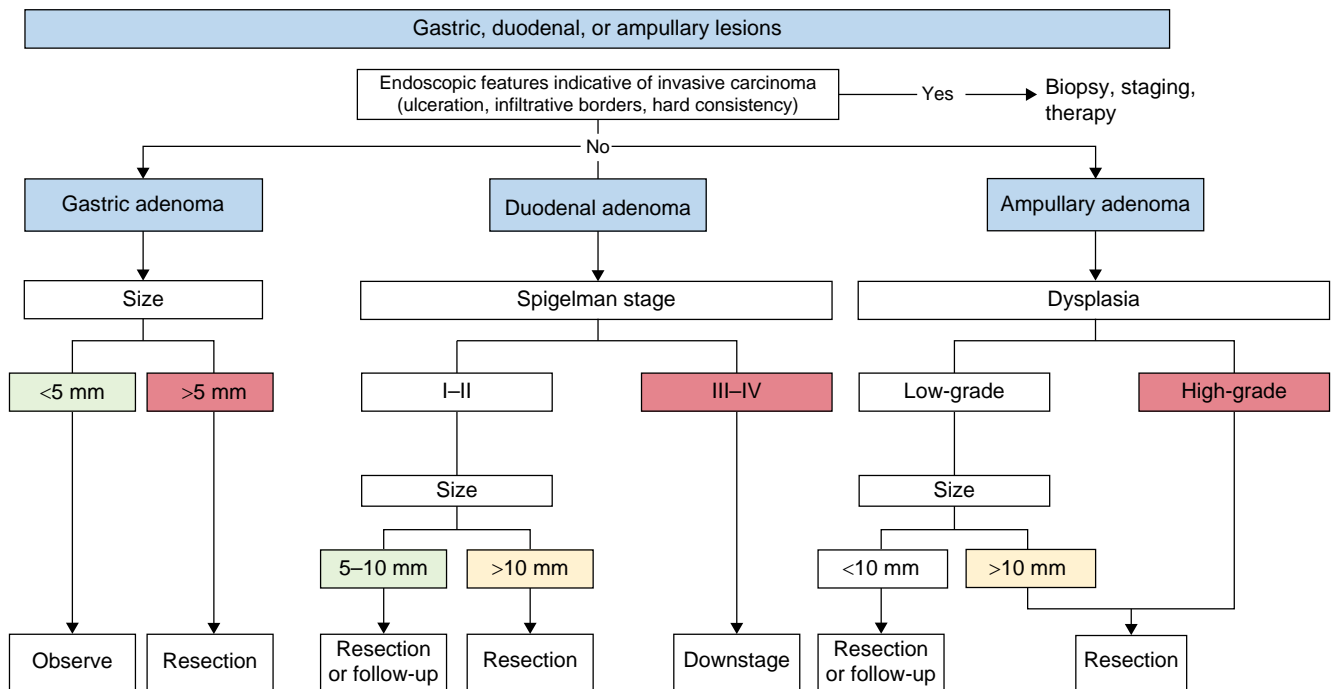 Gastric, duodenal, or ampullary lesions
Endoscopic features indicative of invasive carcinoma
(ulceration, infiltrative borders, hard consistency)
Yes
Biopsy, staging,
therapy
No
Gastric adenoma
Duodenal adenoma
Ampullary adenoma
Size
Spigelman stage
Dysplasia
<5 mm
>5 mm
I–II
III–IV
Low-grade
High-grade
Size
Size
5–10 mm
>10 mm
<10 mm
>10 mm
Observe
Resection
Resection
or follow-up
Resection
Downstage
Resection
or follow-up
Resection